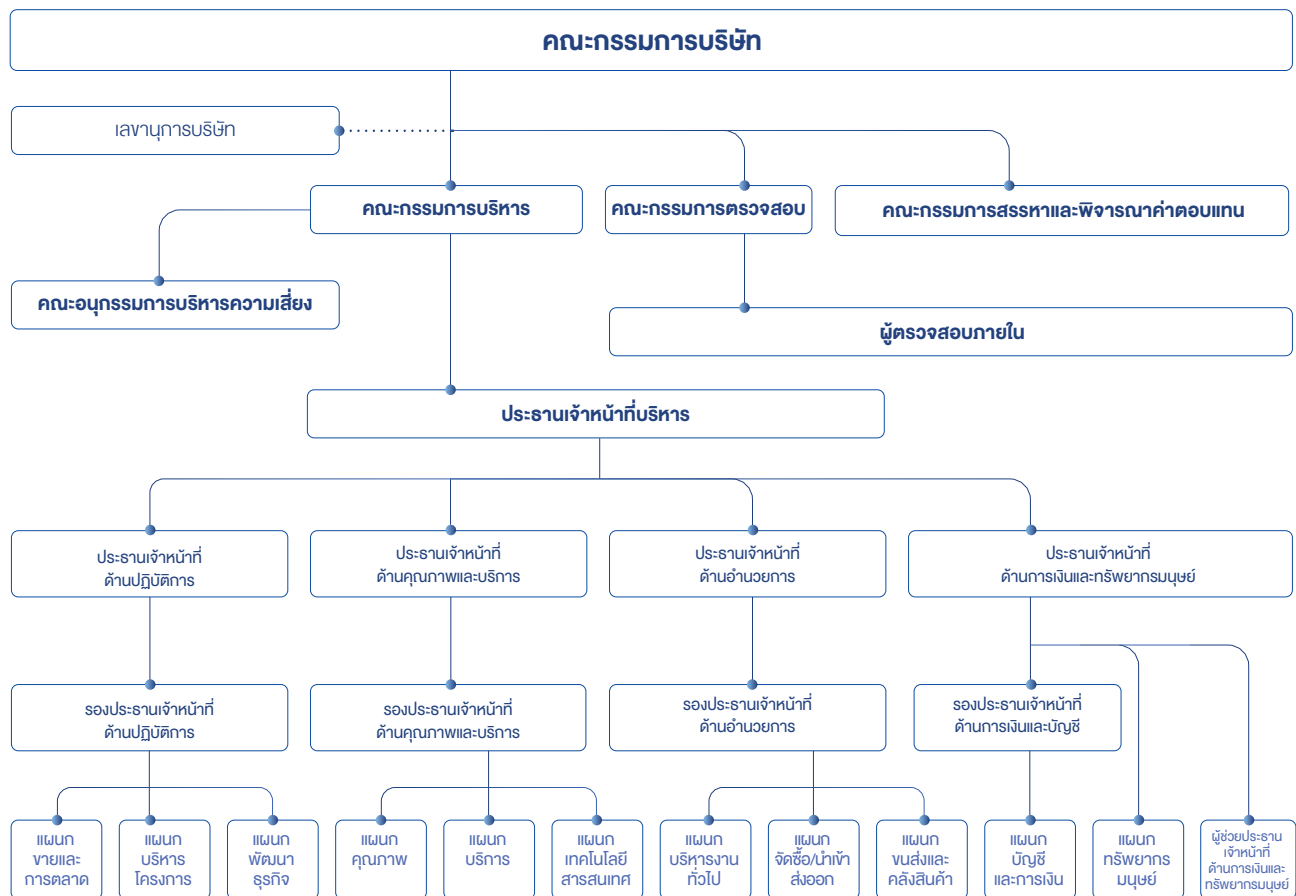 คณะกรรมการบริษัท
เลขานุการบริษัท
คณะกรรมการบริหาร
คณะกรรมการตรวจสอบ
คณะกรรมการสรรหาและพิจารณาค่าตอบแทน
คณะอนุกรรมการบริหารความเสี่ยง
ผู้ตรวจสอบภายใน
ประธานเจ้าหน้าที่บริหาร
ประธานเจ้าหน้าที่
ด้านปฏิบัติการ
ประธานเจ้าหน้าที่
ด้านคุณภาพและบริการ
ประธานเจ้าหน้าที่
ด้านอำนวยการ
ประธานเจ้าหน้าที่
ด้านการเงินและทรัพยากรมนุษย์
รองประธานเจ้าหน้าที่
ด้านปฏิบัติการ
รองประธานเจ้าหน้าที่
ด้านคุณภาพและบริการ
รองประธานเจ้าหน้าที่
ด้านอำนวยการ
รองประธานเจ้าหน้าที่
ด้านการเงินและบัญชี
แผนก
ขายและ
การตลาด
แผนก
บริหาร
โครงการ
แผนก
พัฒนา
ธุรกิจ
แผนก
คุณภาพ
แผนก
บริการ
แผนก
เทคโนโลยี
สารสนเทศ
แผนก
บริหารงาน
ทั่วไป
แผนก
จัดซื้อ/นำเข้า
ส่งออก
แผนก
ขนส่งและ
คลังสินค้า
แผนก
บัญชี
และการเงิน
แผนก
ทรัพยากร
มนุษย์
ผู้ช่วยประธาน
เจ้าหน้าที่
ด้านการเงินและ
ทรัพยากรมนุษย์